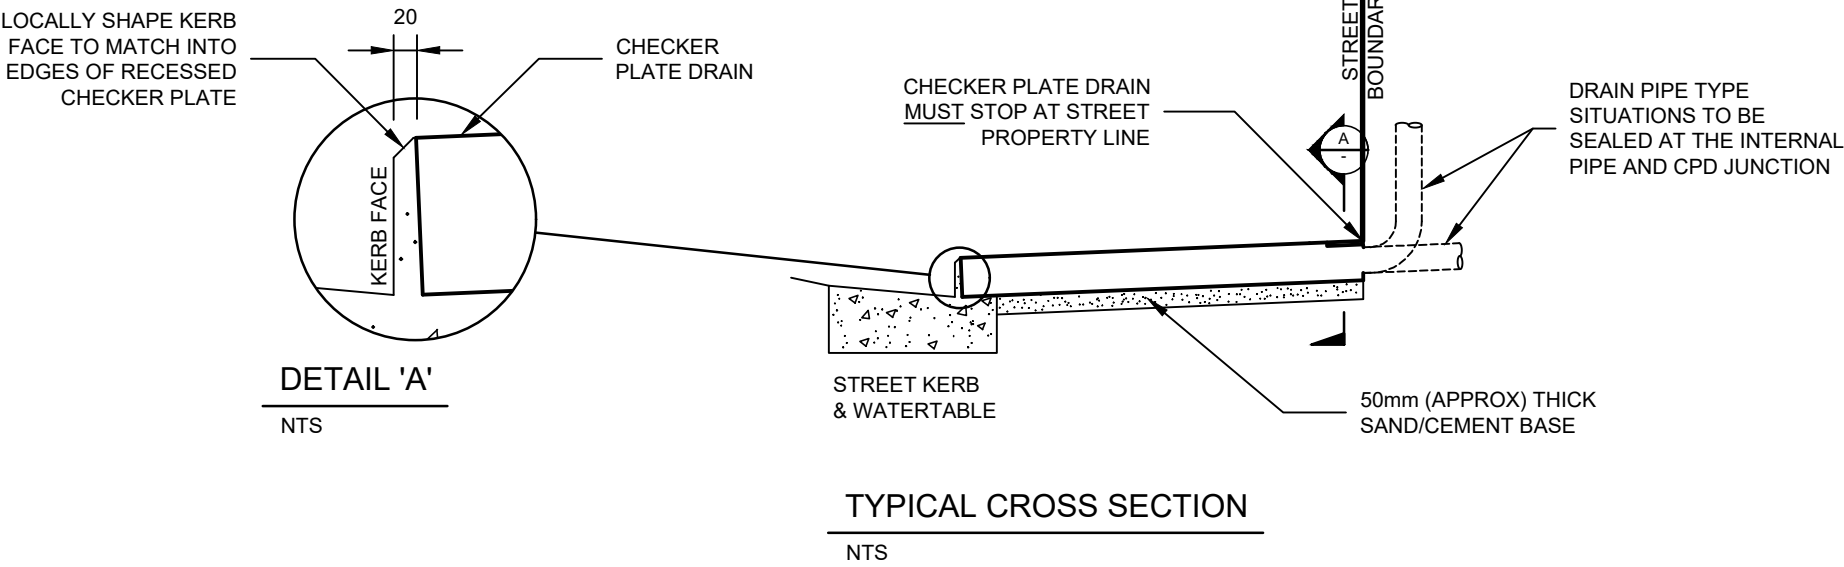 LOCALLY SHAPE KERB
FACE TO MATCH INTO
EDGES OF RECESSED
CHECKER PLATE
20
CHECKER
PLATE DRAIN
KERB FACE
DETAIL 'A'
NTS
CHECKER PLATE DRAIN
MUST STOP AT STREET
PROPERTY LINE
STREET
BOUNDARY
A
-
DRAIN PIPE TYPE
SITUATIONS TO BE
SEALED AT THE INTERNAL
PIPE AND CPD JUNCTION
STREET KERB
& WATERTABLE
50mm (APPROX) THICK
SAND/CEMENT BASE
TYPICAL CROSS SECTION
NTS